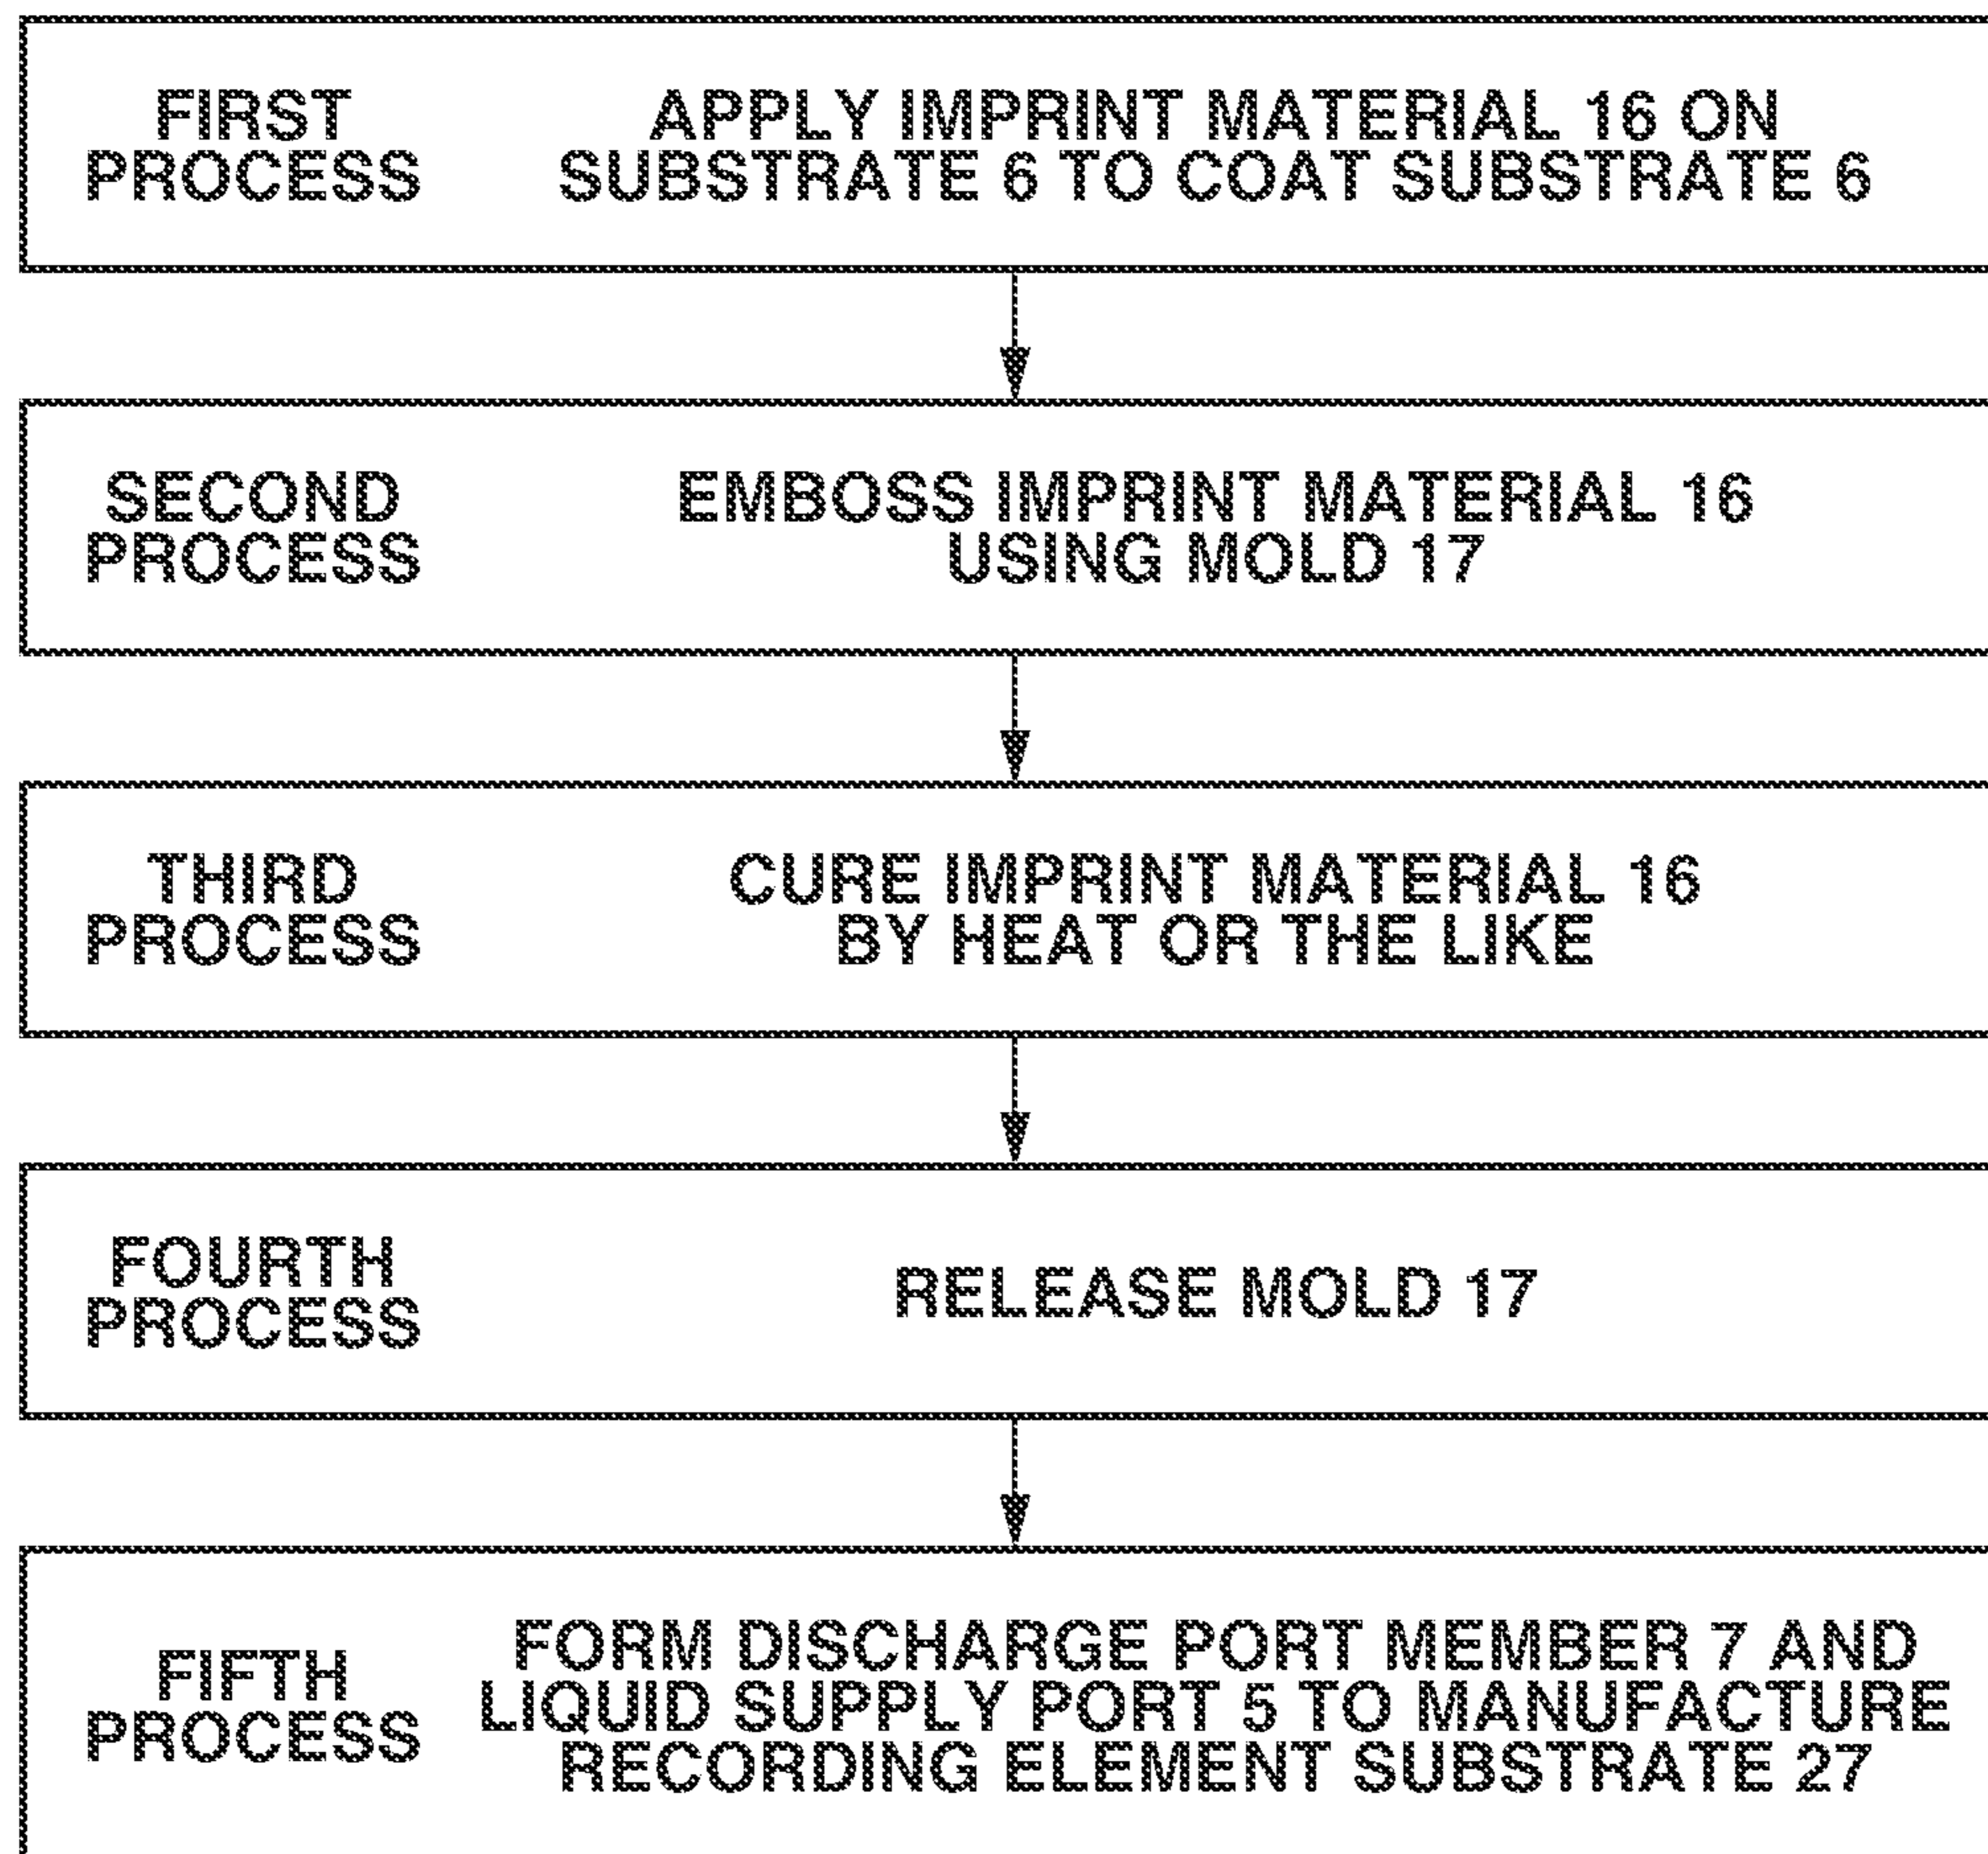 FIRST
PROCESS
APPLY IMPRINT MATERIAL 16 ON
SUBSTRATE 6 TO COAT SUBSTRATE 6
SECOND
PROCESS
EMBOSS IMPRINT MATERIAL 16
USING MOLD 17
THIRD
PROCESS
CURE IMPRINT MATERIAL 16
BY HEAT OR THE LIKE
FOURTH
PROCESS
RELEASE MOLD 17
FIFTH
PROCESS
FORM DISCHARGE PORT MEMBER 7 AND
LIQUID SUPPLY PORT 5 TO MANUFACTURE
RECORDING ELEMENT SUBSTRATE 27